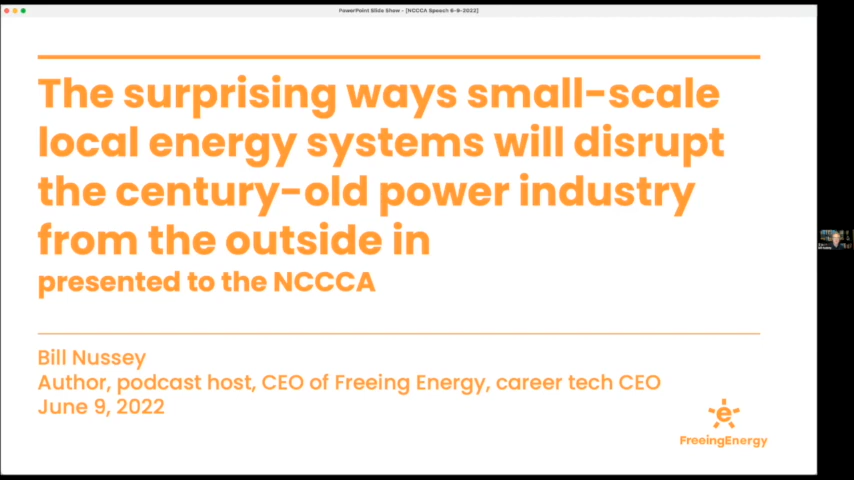 PowerPoint Slide Show - [NCCCA Speech 6-9-2022]
The surprising ways small-scale
local energy systems will disrupt
the century-old power industry
from the outside in
presented to the NCCCA
Bill Nussey
Author, podcast host, CEO of Freeing Energy, career tech CEO
June 9, 2022
e
FreeingEnergy